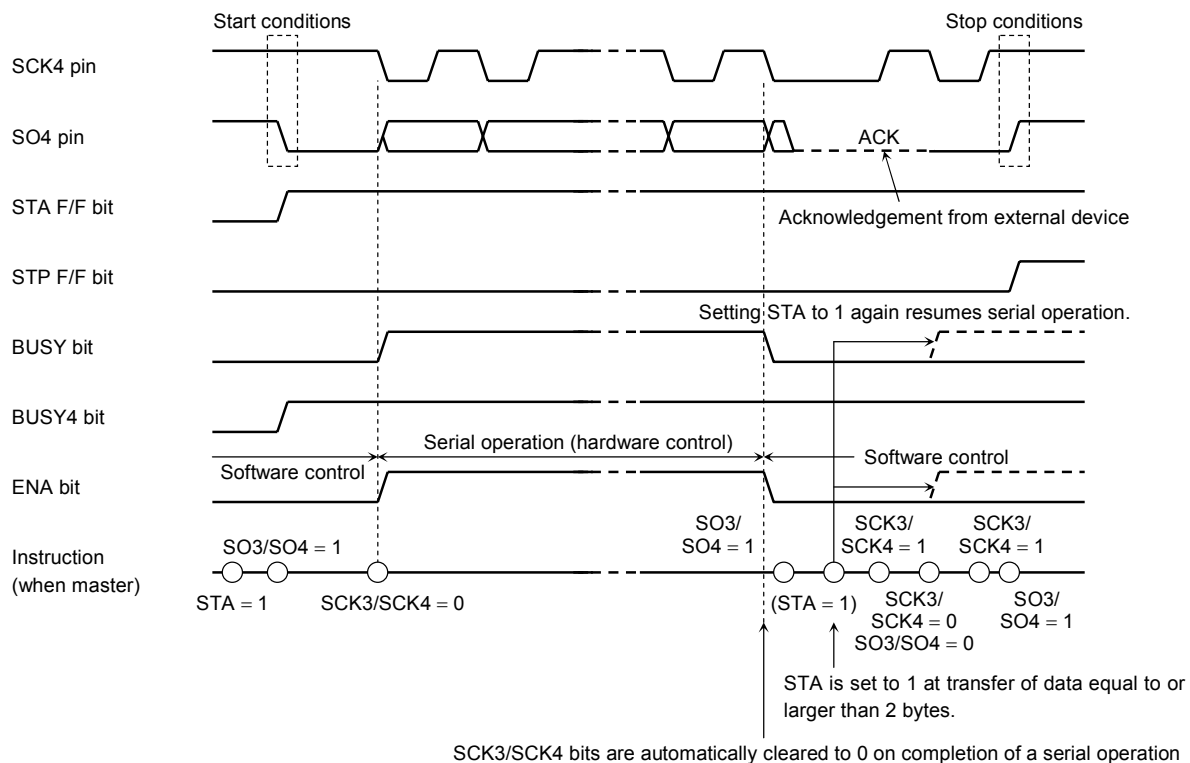 Start conditions
Stop conditions
SCK4 pin
SO4 pin
ACK
STA F/F bit
Acknowledgement from external device
STP F/F bit
Setting STA to 1 again resumes serial operation.
BUSY bit
BUSY4 bit
Serial operation (hardware control)
Software control
Software control
ENA bit
Instruction
(when master)
SO3/SO4 = 1
STA = 1
SCK3/SCK4 = 0
SO3/
SO4 = 1
(STA = 1)
SCK3/
SCK4 = 1
SCK3/
SCK4 = 0
SO3/SO4 = 0
SCK3/
SCK4 = 1
SO3/
SO4 = 1
STA is set to 1 at transfer of data equal to or
larger than 2 bytes.
SCK3/SCK4 bits are automatically cleared to 0 on completion of a serial operation